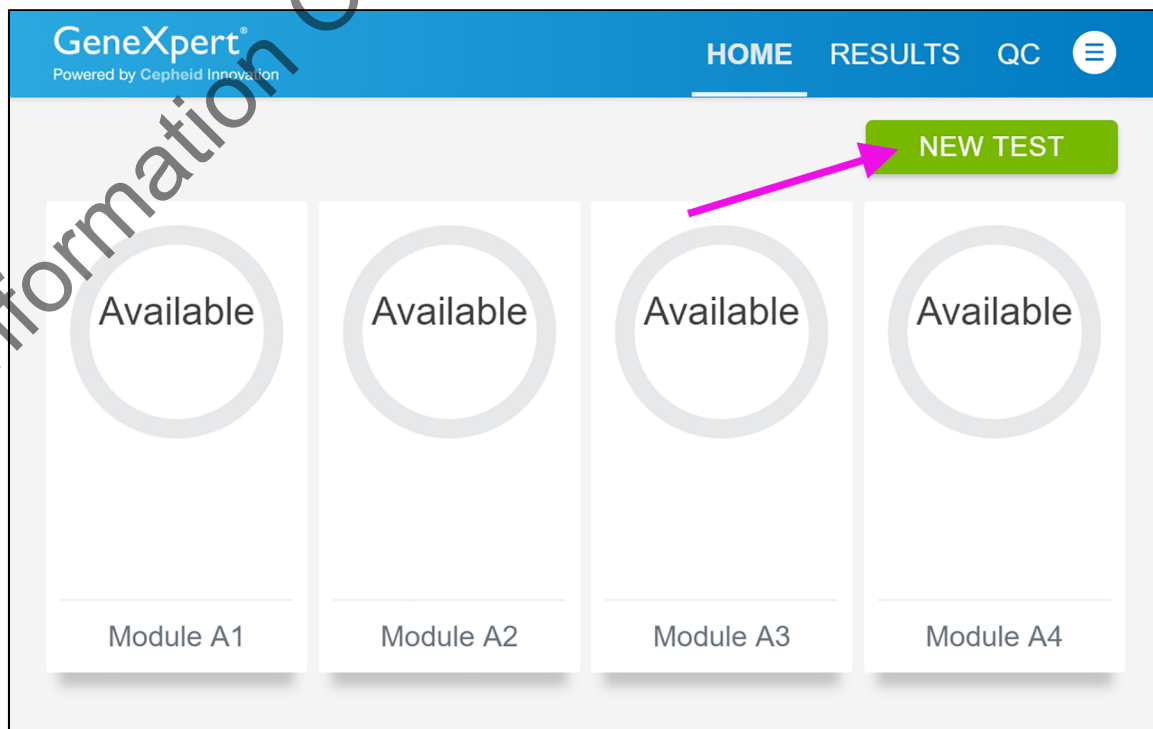 GeneXpert®
Powered by Cepheid Innovation
HOME RESULTS QC
NEW TEST
Available Available Available Available
Module A1 Module A2 Module A3 Module A4
Information